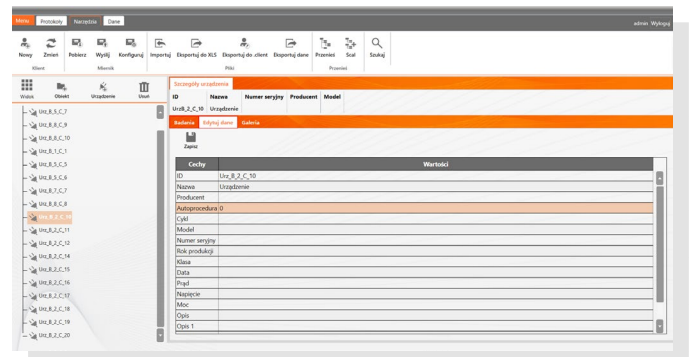 Menu Protokoły Narzędzia Dane admin Wyloguj
Nowy Zmień Pobierz Wyślij Konfiguruj Importuj Eksportuj do XLS Eksportuj do .client Eksportuj dane Przenieś Scal Szukaj
Klient Miernik Pliki Przenieś
Widok Obiekt Urządzenie Usuń
Szczegóły urządzenia
ID Nazwa Numer seryjny Producent Model
Urz_B_2_C_10 Urządzenie
Badania Edytuj dane Galeria
Zapisz
Urz_B_5_C_7
Urz_B_8_C_9
Urz_B_8_C_10
Urz_B_1_C_1
Urz_B_5_C_5
Urz_B_5_C_6
Urz_B_7_C_7
Urz_B_8_C_8
Urz_B_2_C_10
Urz_B_2_C_11
Urz_B_2_C_12
Urz_B_2_C_14
Urz_B_2_C_15
Urz_B_2_C_16
Urz_B_2_C_17
Urz_B_2_C_18
Urz_B_2_C_19
Urz_B_2_C_20
Cechy Wartości
ID Urz_B_2_C_10
Nazwa Urządzenie
Producent
Autoprocedura 0
Cykl
Model
Numer seryjny
Rok produkcji
Klasa
Data
Prąd
Napięcie
Moc
Opis
Opis 1